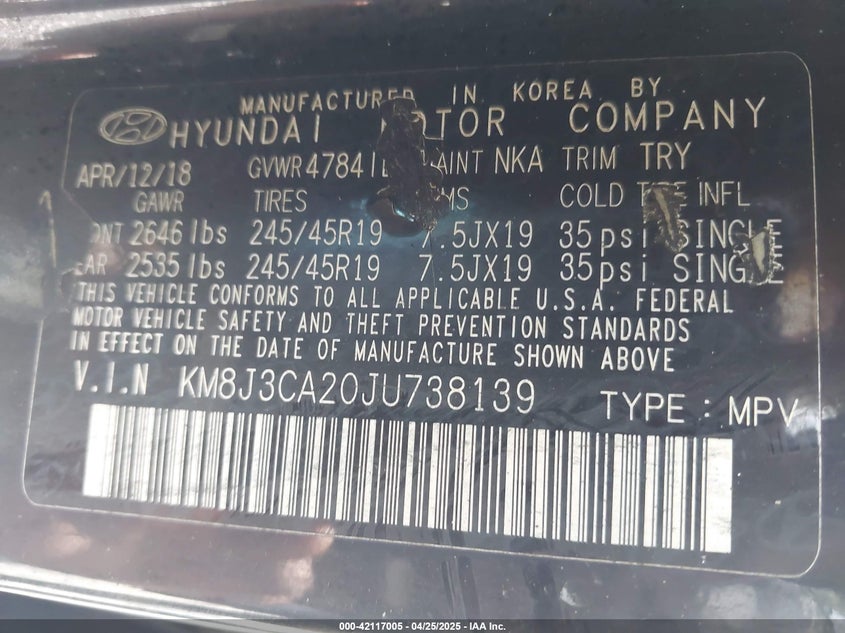 MANUFACTURED IN KOREA BY
HYUNDAI MOTOR COMPANY
APR/12/18 GVWR 4784 PAINT NKA TRIM TRY
GAWR TIRES COLD INFL
2646 lbs 245/45R19 7.5JX19 35psi SINGLE
2535 lbs 245/45R19 7.5JX19 35psi SINGLE
THIS VEHICLE CONFORMS TO ALL APPLICABLE U.S.A. FEDERAL
MOTOR VEHICLE SAFETY AND THEFT PREVENTION STANDARDS
IN EFFECT ON THE DATE OF MANUFACTURE SHOWN ABOVE
V.I.N KM8J3CA20JU738139 TYPE : MPV
000-42117005 - 04/25/2025 - IAA Inc.